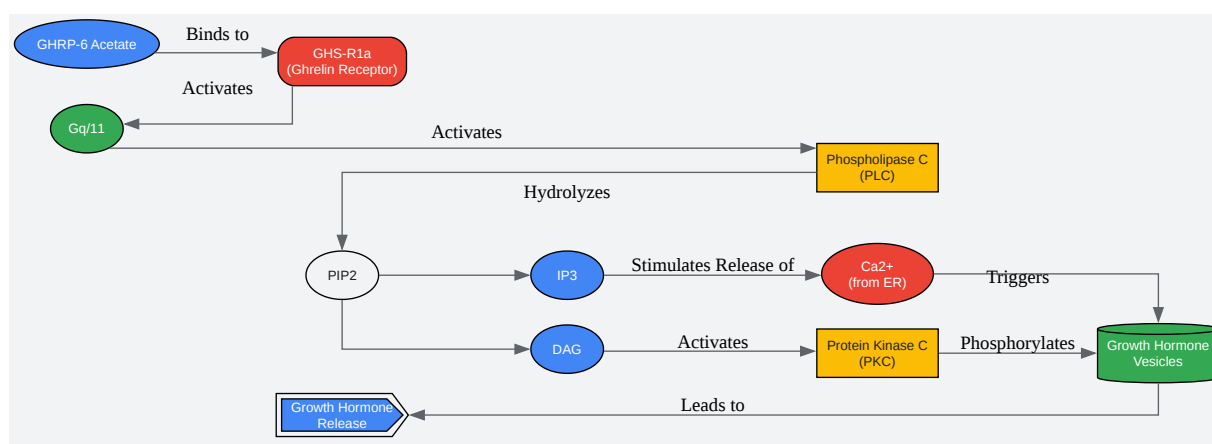 GHRP-6 Acetate
Binds to
GHS-R1a
(Ghrelin Receptor)
Activates
Gq/11
Activates
Phospholipase C
(PLC)
Hydrolyzes
PIP2
IP3
Stimulates Release of
Ca2+
(from ER)
Triggers
DAG
Activates
Protein Kinase C
(PKC)
Phosphorylates
Growth Hormone
Vesicles
Leads to
Growth Hormone
Release